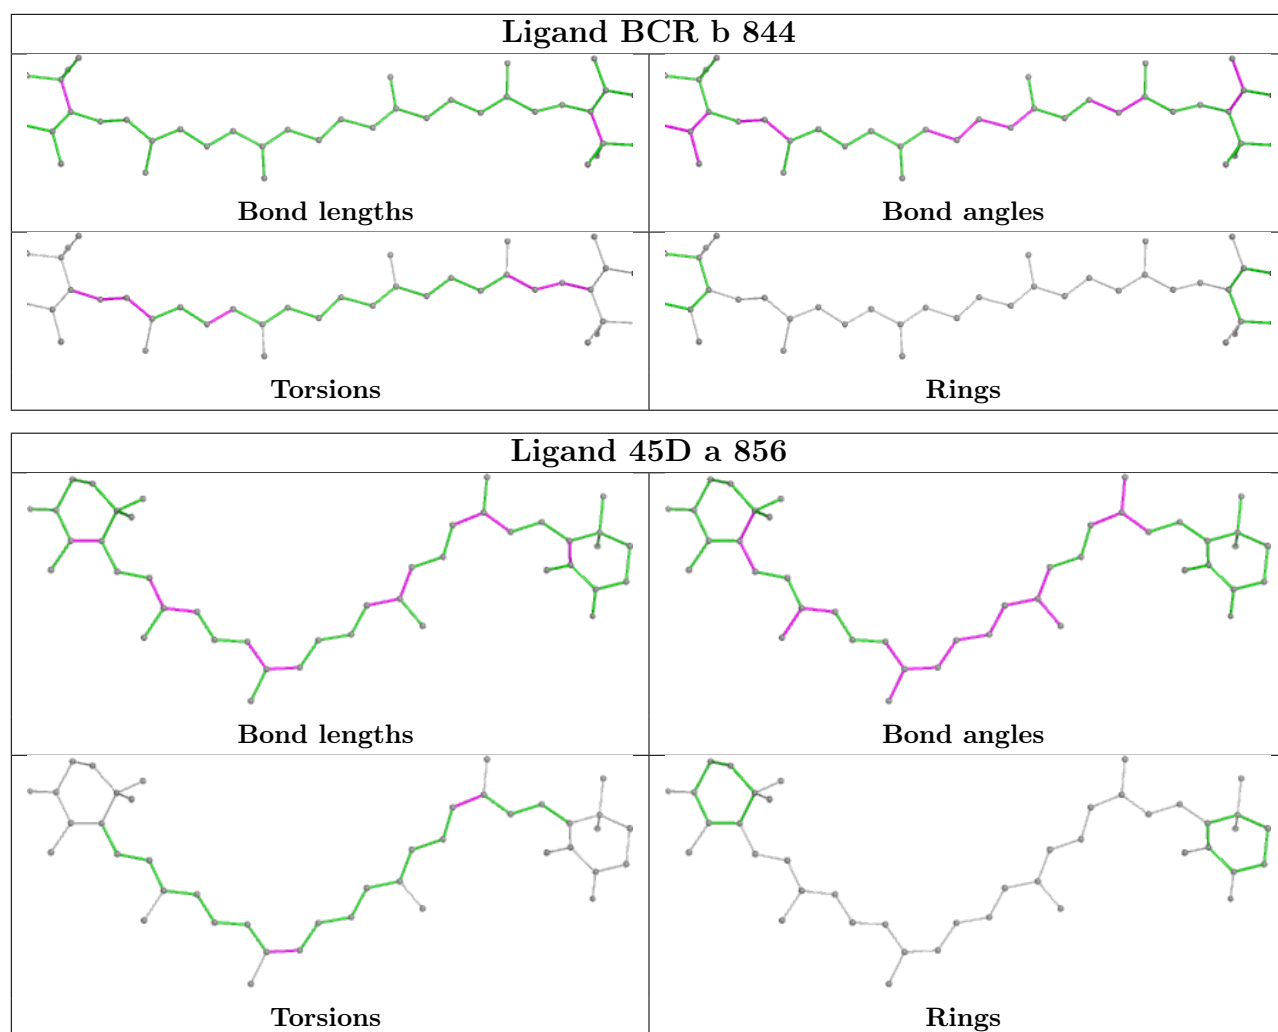 Ligand BCR b 844
Bond lengths
Bond angles
Torsions
Rings
Ligand 45D a 856
Bond lengths
Bond angles
Torsions
Rings